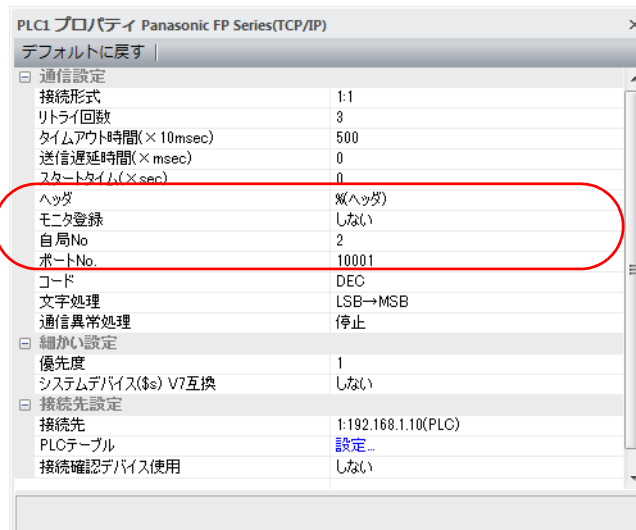 PLC1 プロパティ Panasonic FP Series(TCP/IP)
デフォルトに戻す
通信設定
接続形式 1:1
リトライ回数 3
タイムアウト時間(×10msec) 500
送信遅延時間(×msec) 0
スタートタイム(×sec) 0
ヘッダ %(ヘッダ)
モニタ登録 しない
自局No 2
ポートNo. 10001
コード DEC
文字処理 LSB→MSB
通信異常処理 停止
細かい設定
優先度 1
システムデバイス($s) V7互換 しない
接続先設定
接続先 1:192.168.1.10(PLC)
PLCテーブル 設定...
接続確認デバイス使用 しない